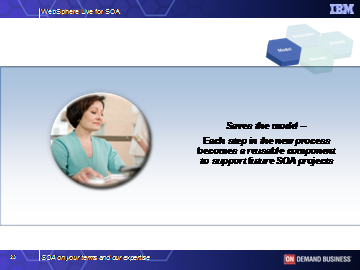 WebSphere Live for SOA
IBM
Model
Saves the model –
Each step in the new process
becomes a reusable component
to support future SOA projects
SOA on your terms and our expertise
ON DEMAND BUSINESS